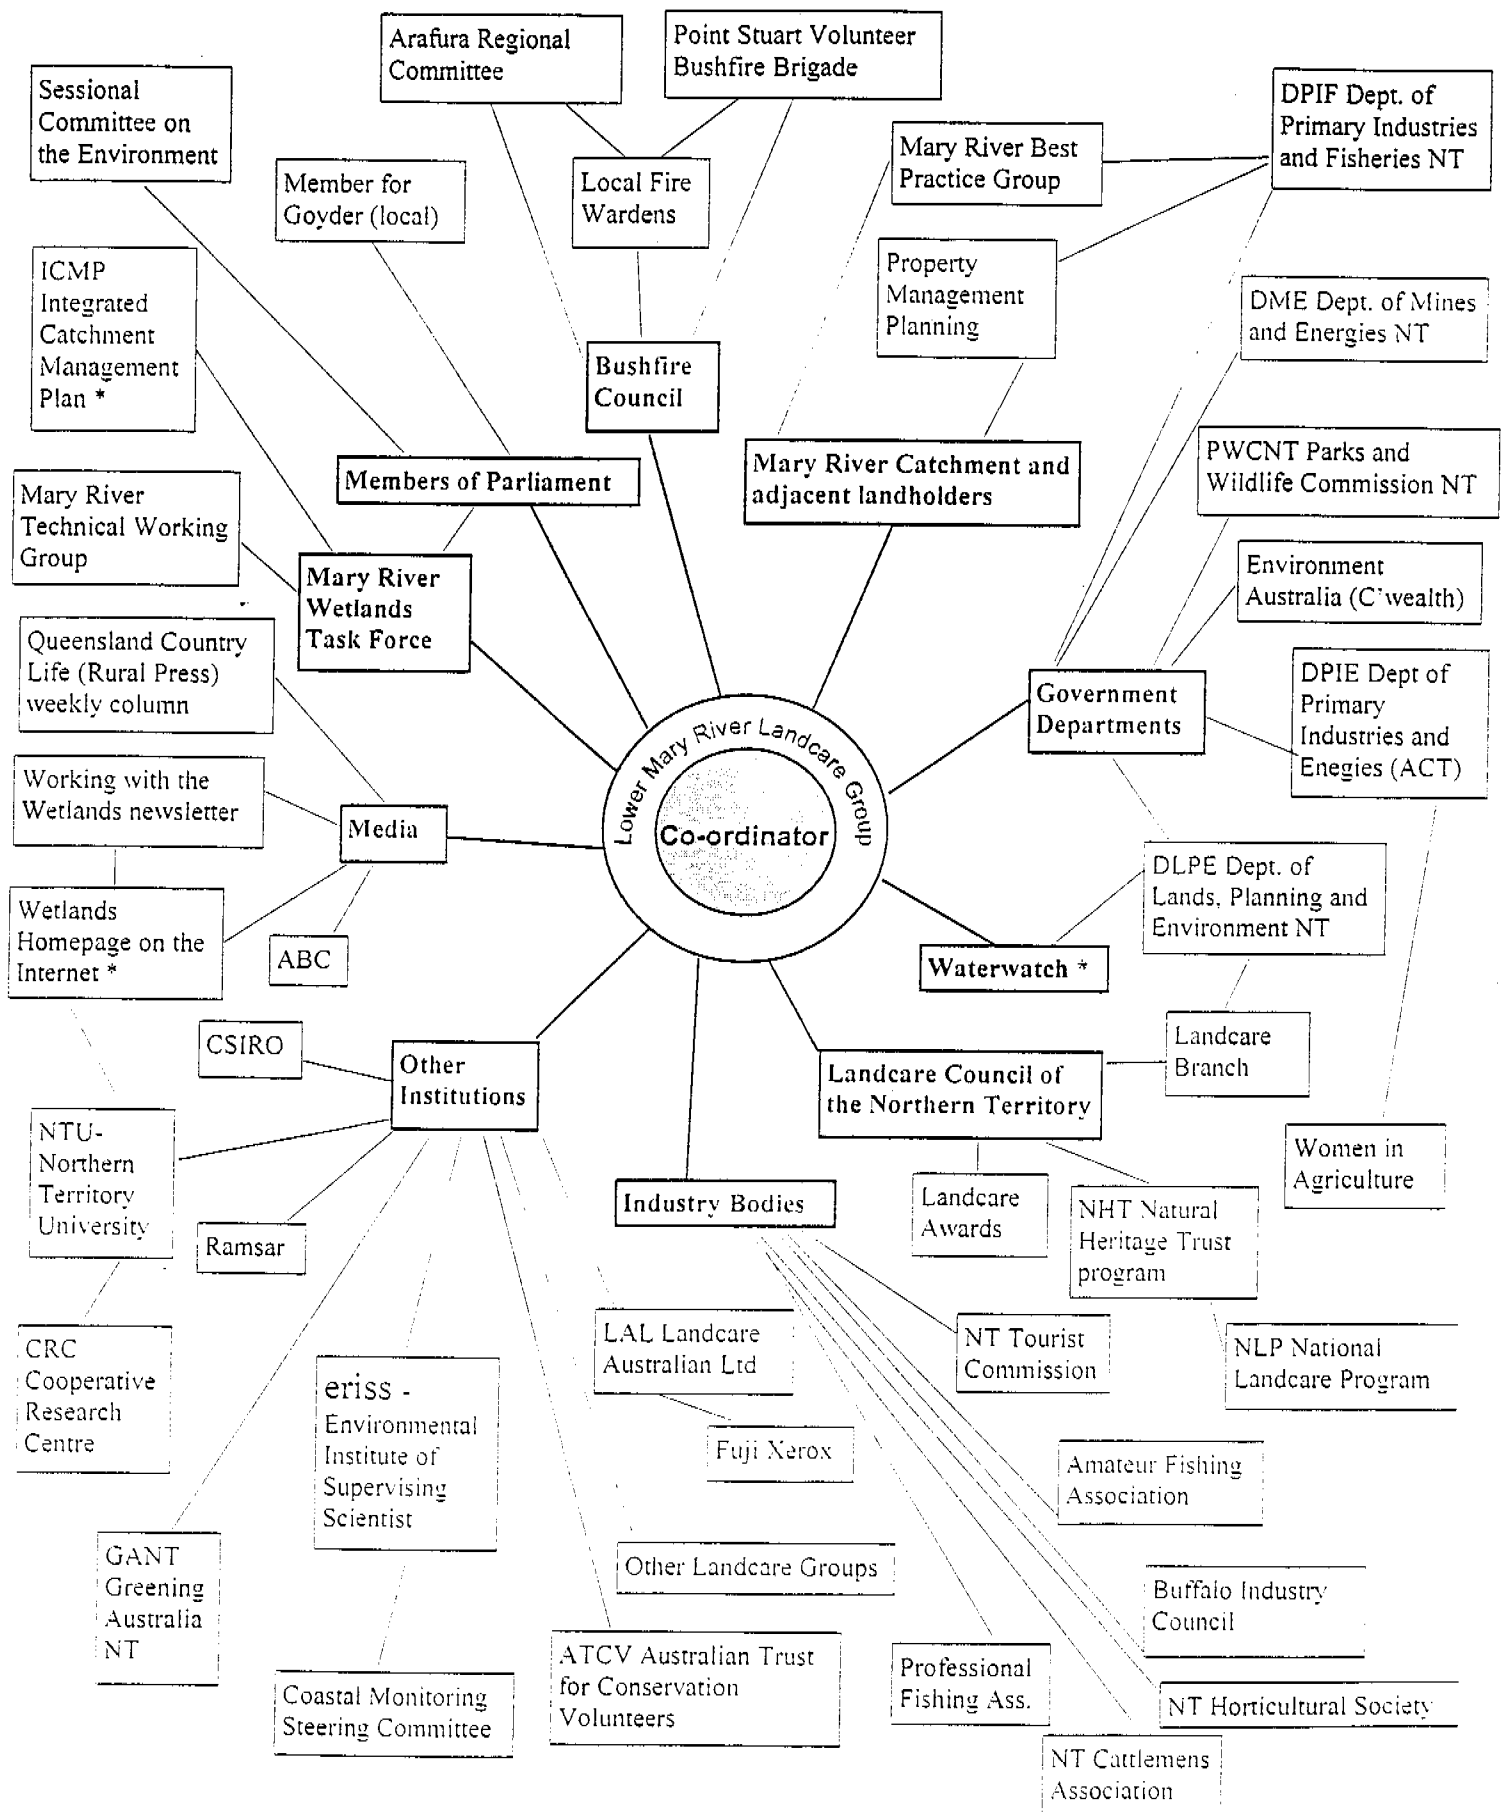 Arafura Regional
Committee
Point Stuart Volunteer
Bushfire Brigade
Sessional
Committee on
the Environment
DPIF Dept. of
Primary Industries
and Fisheries NT
Member for
Goyder (local)
Local Fire
Wardens
Mary River Best
Practice Group
ICMP
Integrated
Catchment
Management
Plan *
Property
Management
Planning
DME Dept. of Mines
and Energies NT
Bushfire
Council
Members of Parliament
Mary River Catchment and
adjacent landholders
PWCNT Parks and
Wildlife Commission NT
Mary River
Technical Working
Group
Mary River
Wetlands
Task Force
Environment
Australia (C'wealth)
Queensland Country
Life (Rural Press)
weekly column
Government
Departments
DPIE Dept of
Primary
Industries and
Enegies (ACT)
Working with the
Wetlands newsletter
Media
Lower Mary River Landcare Group
Co-ordinator
DLPE Dept. of
Lands, Planning and
Environment NT
Wetlands
Homepage on the
Internet *
ABC
Waterwatch *
CSIRO
Other
Institutions
Landcare Council of
the Northern Territory
Landcare
Branch
NTU-
Northern
Territory
University
Ramsar
Industry Bodies
Landcare
Awards
NHT Natural
Heritage Trust
program
Women in
Agriculture
CRC
Cooperative
Research
Centre
eriss -
Environmental
Institute of
Supervising
Scientist
LAL Landcare
Australian Ltd
Fuji Xerox
NT Tourist
Commission
NLP National
Landcare Program
Amateur Fishing
Association
GANT
Greening
Australia
NT
Other Landcare Groups
Buffalo Industry
Council
Coastal Monitoring
Steering Committee
ATCV Australian Trust
for Conservation
Volunteers
Professional
Fishing Ass.
NT Horticultural Society
NT Cattlemens
Association